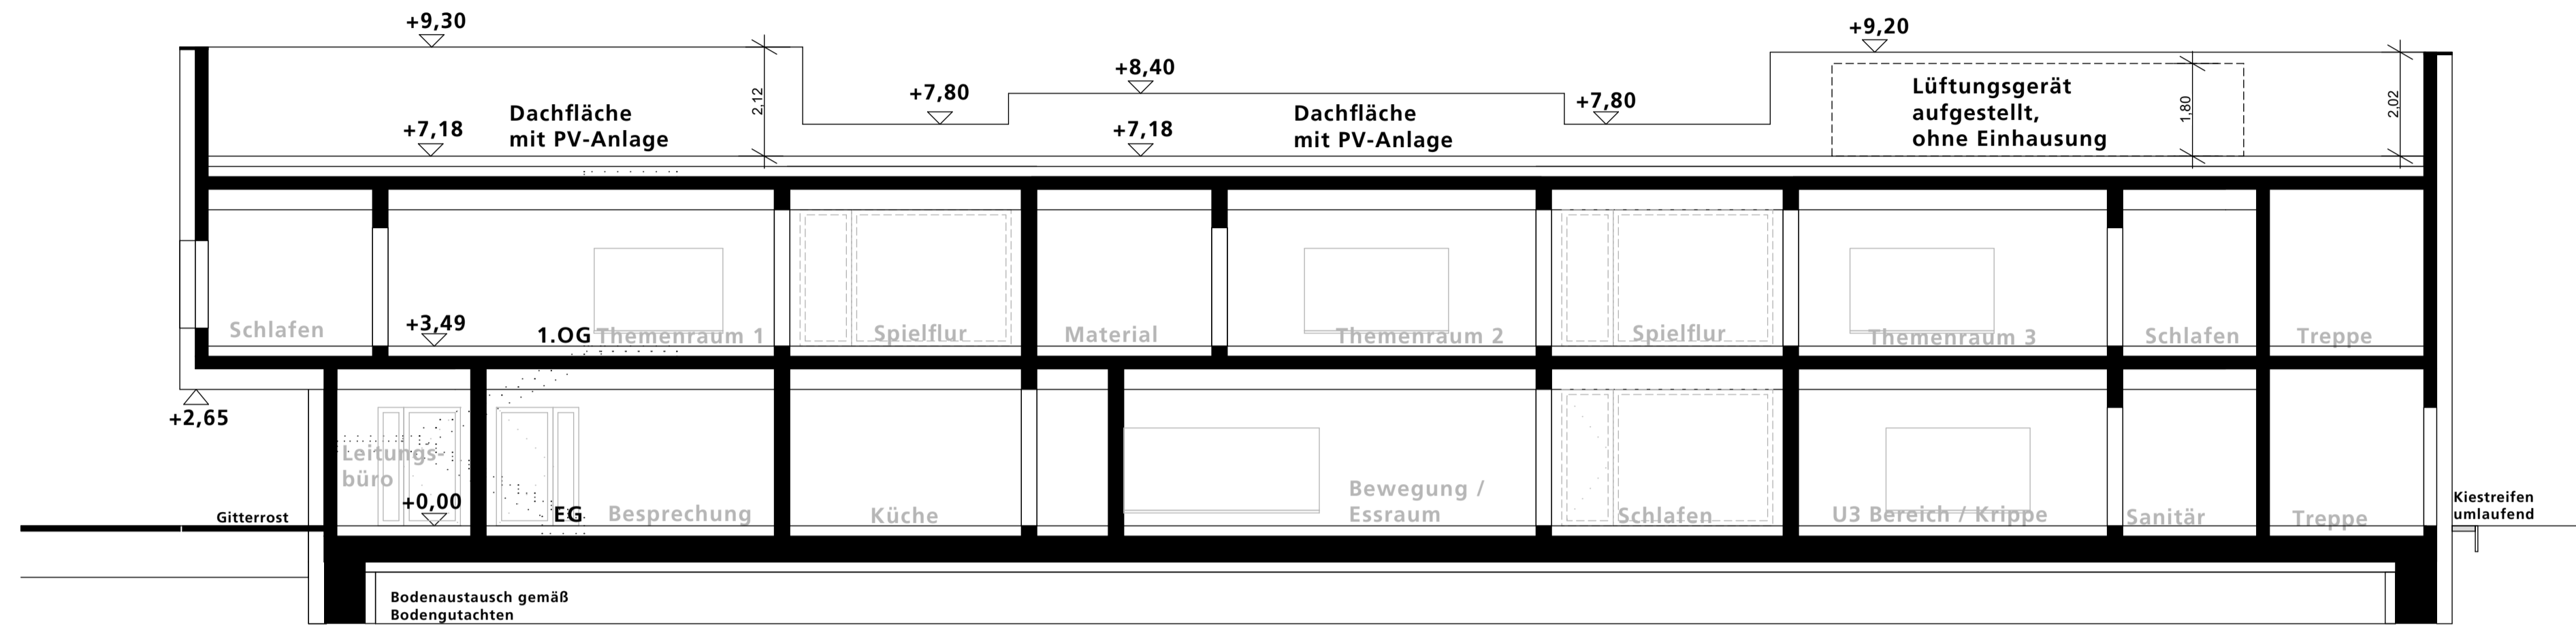 +9,30
+9,20
+8,40
+7,80
+7,80
2,12
1,80
2,02
Dachfläche
mit PV-Anlage
Dachfläche
mit PV-Anlage
Lüftungsgerät
aufgestellt,
ohne Einhausung
+7,18
+7,18
Schlafen
+3,49
1.OG
Themenraum 1
Spielflur
Material
Themenraum 2
Spielflur
Themenraum 3
Schlafen
Treppe
+2,65
Leitungs-
büro
+0,00
Gitterrost
EG
Besprechung
Küche
Bewegung /
Essraum
Schlafen
U3 Bereich / Krippe
Sanitär
Treppe
Kiestreifen
umlaufend
Bodenaustausch gemäß
Bodengutachten